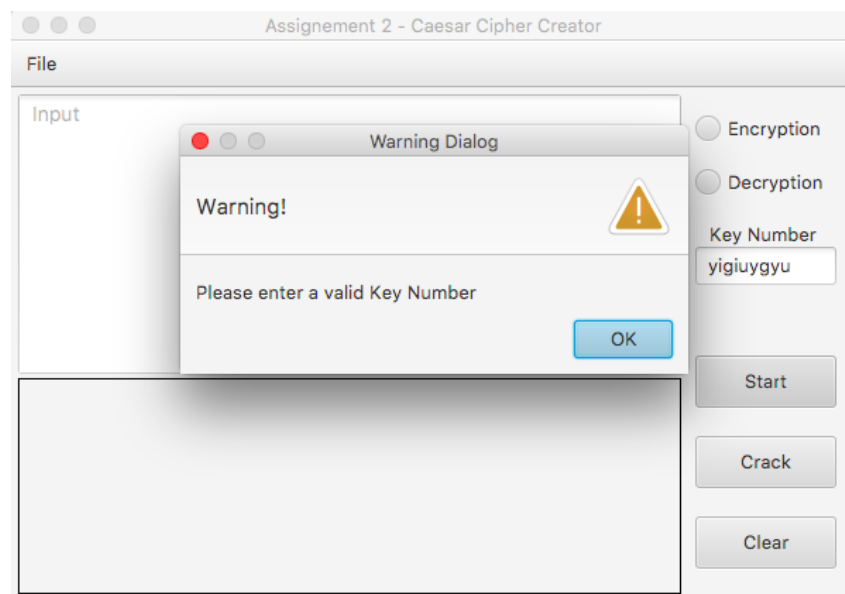 Assignement 2 - Caesar Cipher Creator
File
Input
Warning Dialog
Warning!
Please enter a valid Key Number
OK
Encryption
Decryption
Key Number
yigiuygyu
Start
Crack
Clear